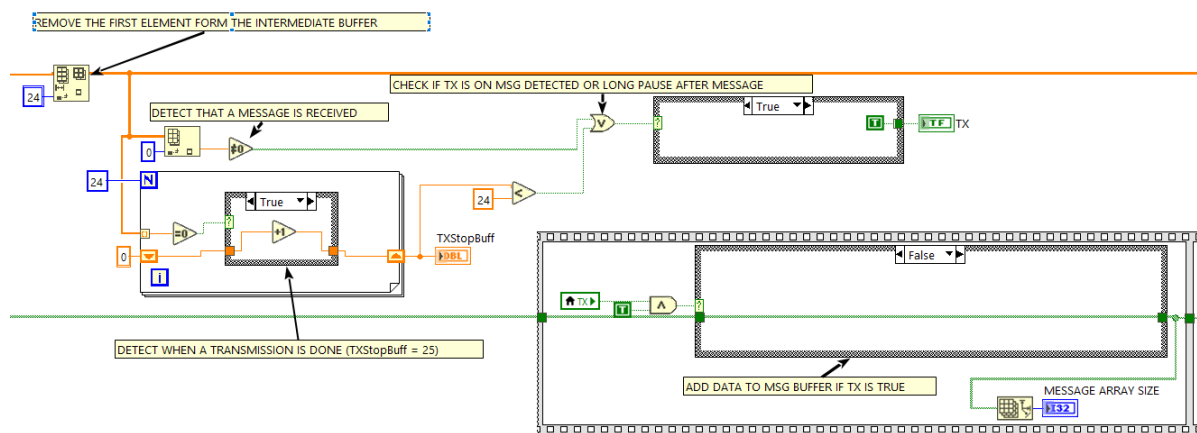 REMOVE THE FIRST ELEMENT FORM THE INTERMEDIATE BUFFER
24
CHECK IF TX IS ON MSG DETECTED OR LONG PAUSE AFTER MESSAGE
DETECT THAT A MESSAGE IS RECEIVED
True
?
T
TF
TX
0
≠0
V
24
N
True
24
<
?
=0
+1
TXStopBuff
0
DBL
i
False
TX
T
Λ
?
DETECT WHEN A TRANSMISSION IS DONE (TXStopBuff = 25)
ADD DATA TO MSG BUFFER IF TX IS TRUE
MESSAGE ARRAY SIZE
I32